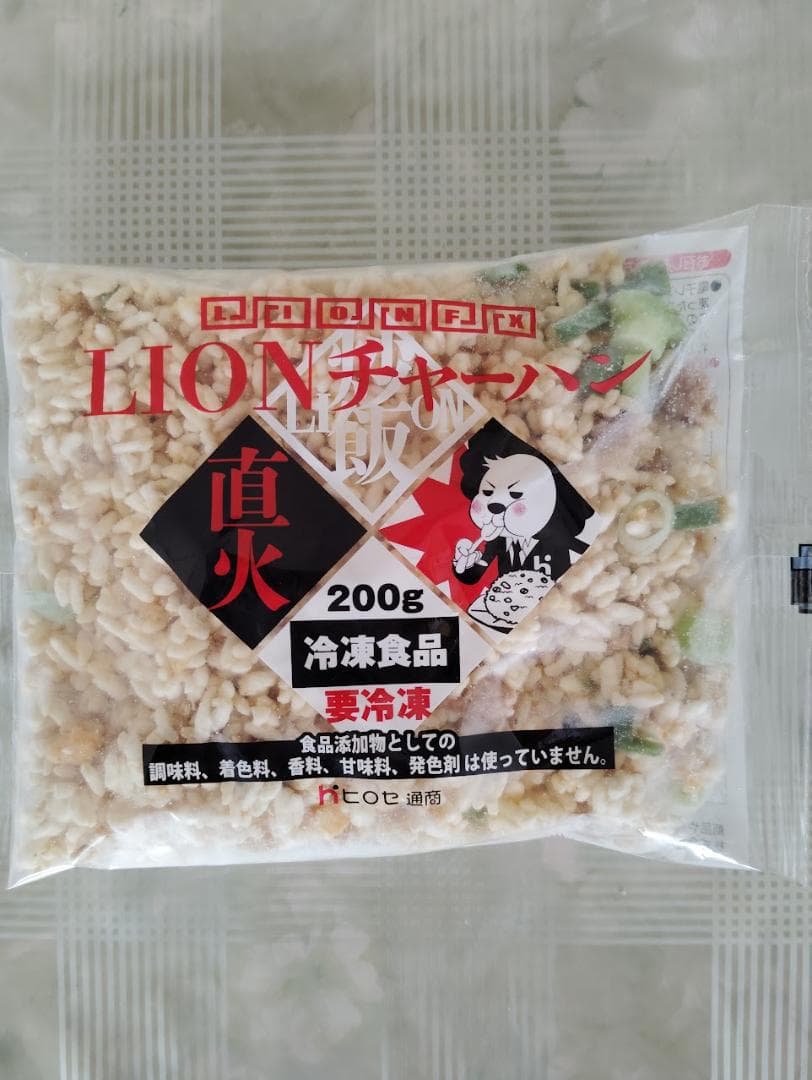 LIONFX
LIONチャーハン
炒飯
LION
直火
h
200g
冷凍食品
要冷凍
食品添加物としての
調味料、着色料、香料、甘味料、発色剤は使っていません。
hヒロセ通商